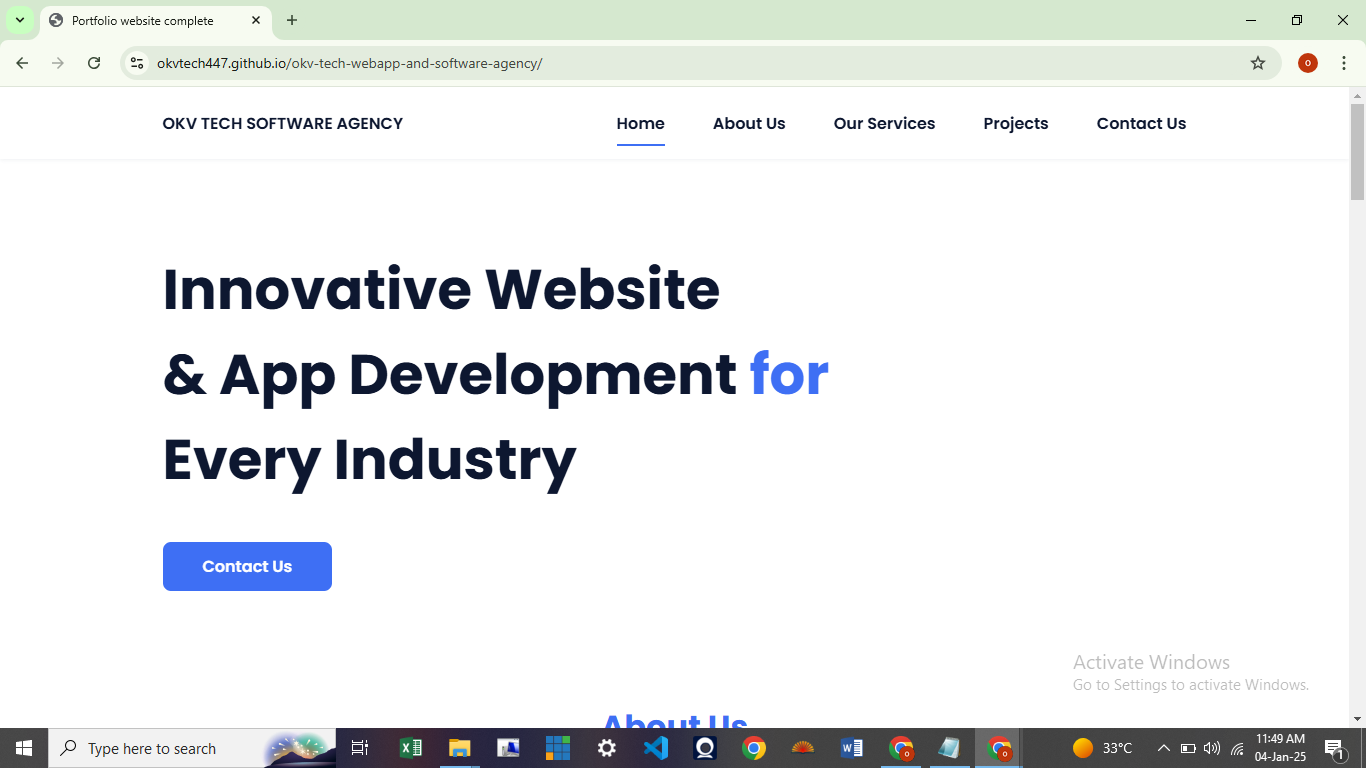 Portfolio website complete
okvtech447.github.io/okv-tech-webapp-and-software-agency/
O
OKV TECH SOFTWARE AGENCY
Home
About Us
Our Services
Projects
Contact Us
Innovative Website
& App Development for
Every Industry
Contact Us
Activate Windows
Go to Settings to activate Windows.
About Us
Type here to search
33°C
11:49 AM
04-Jan-25
1